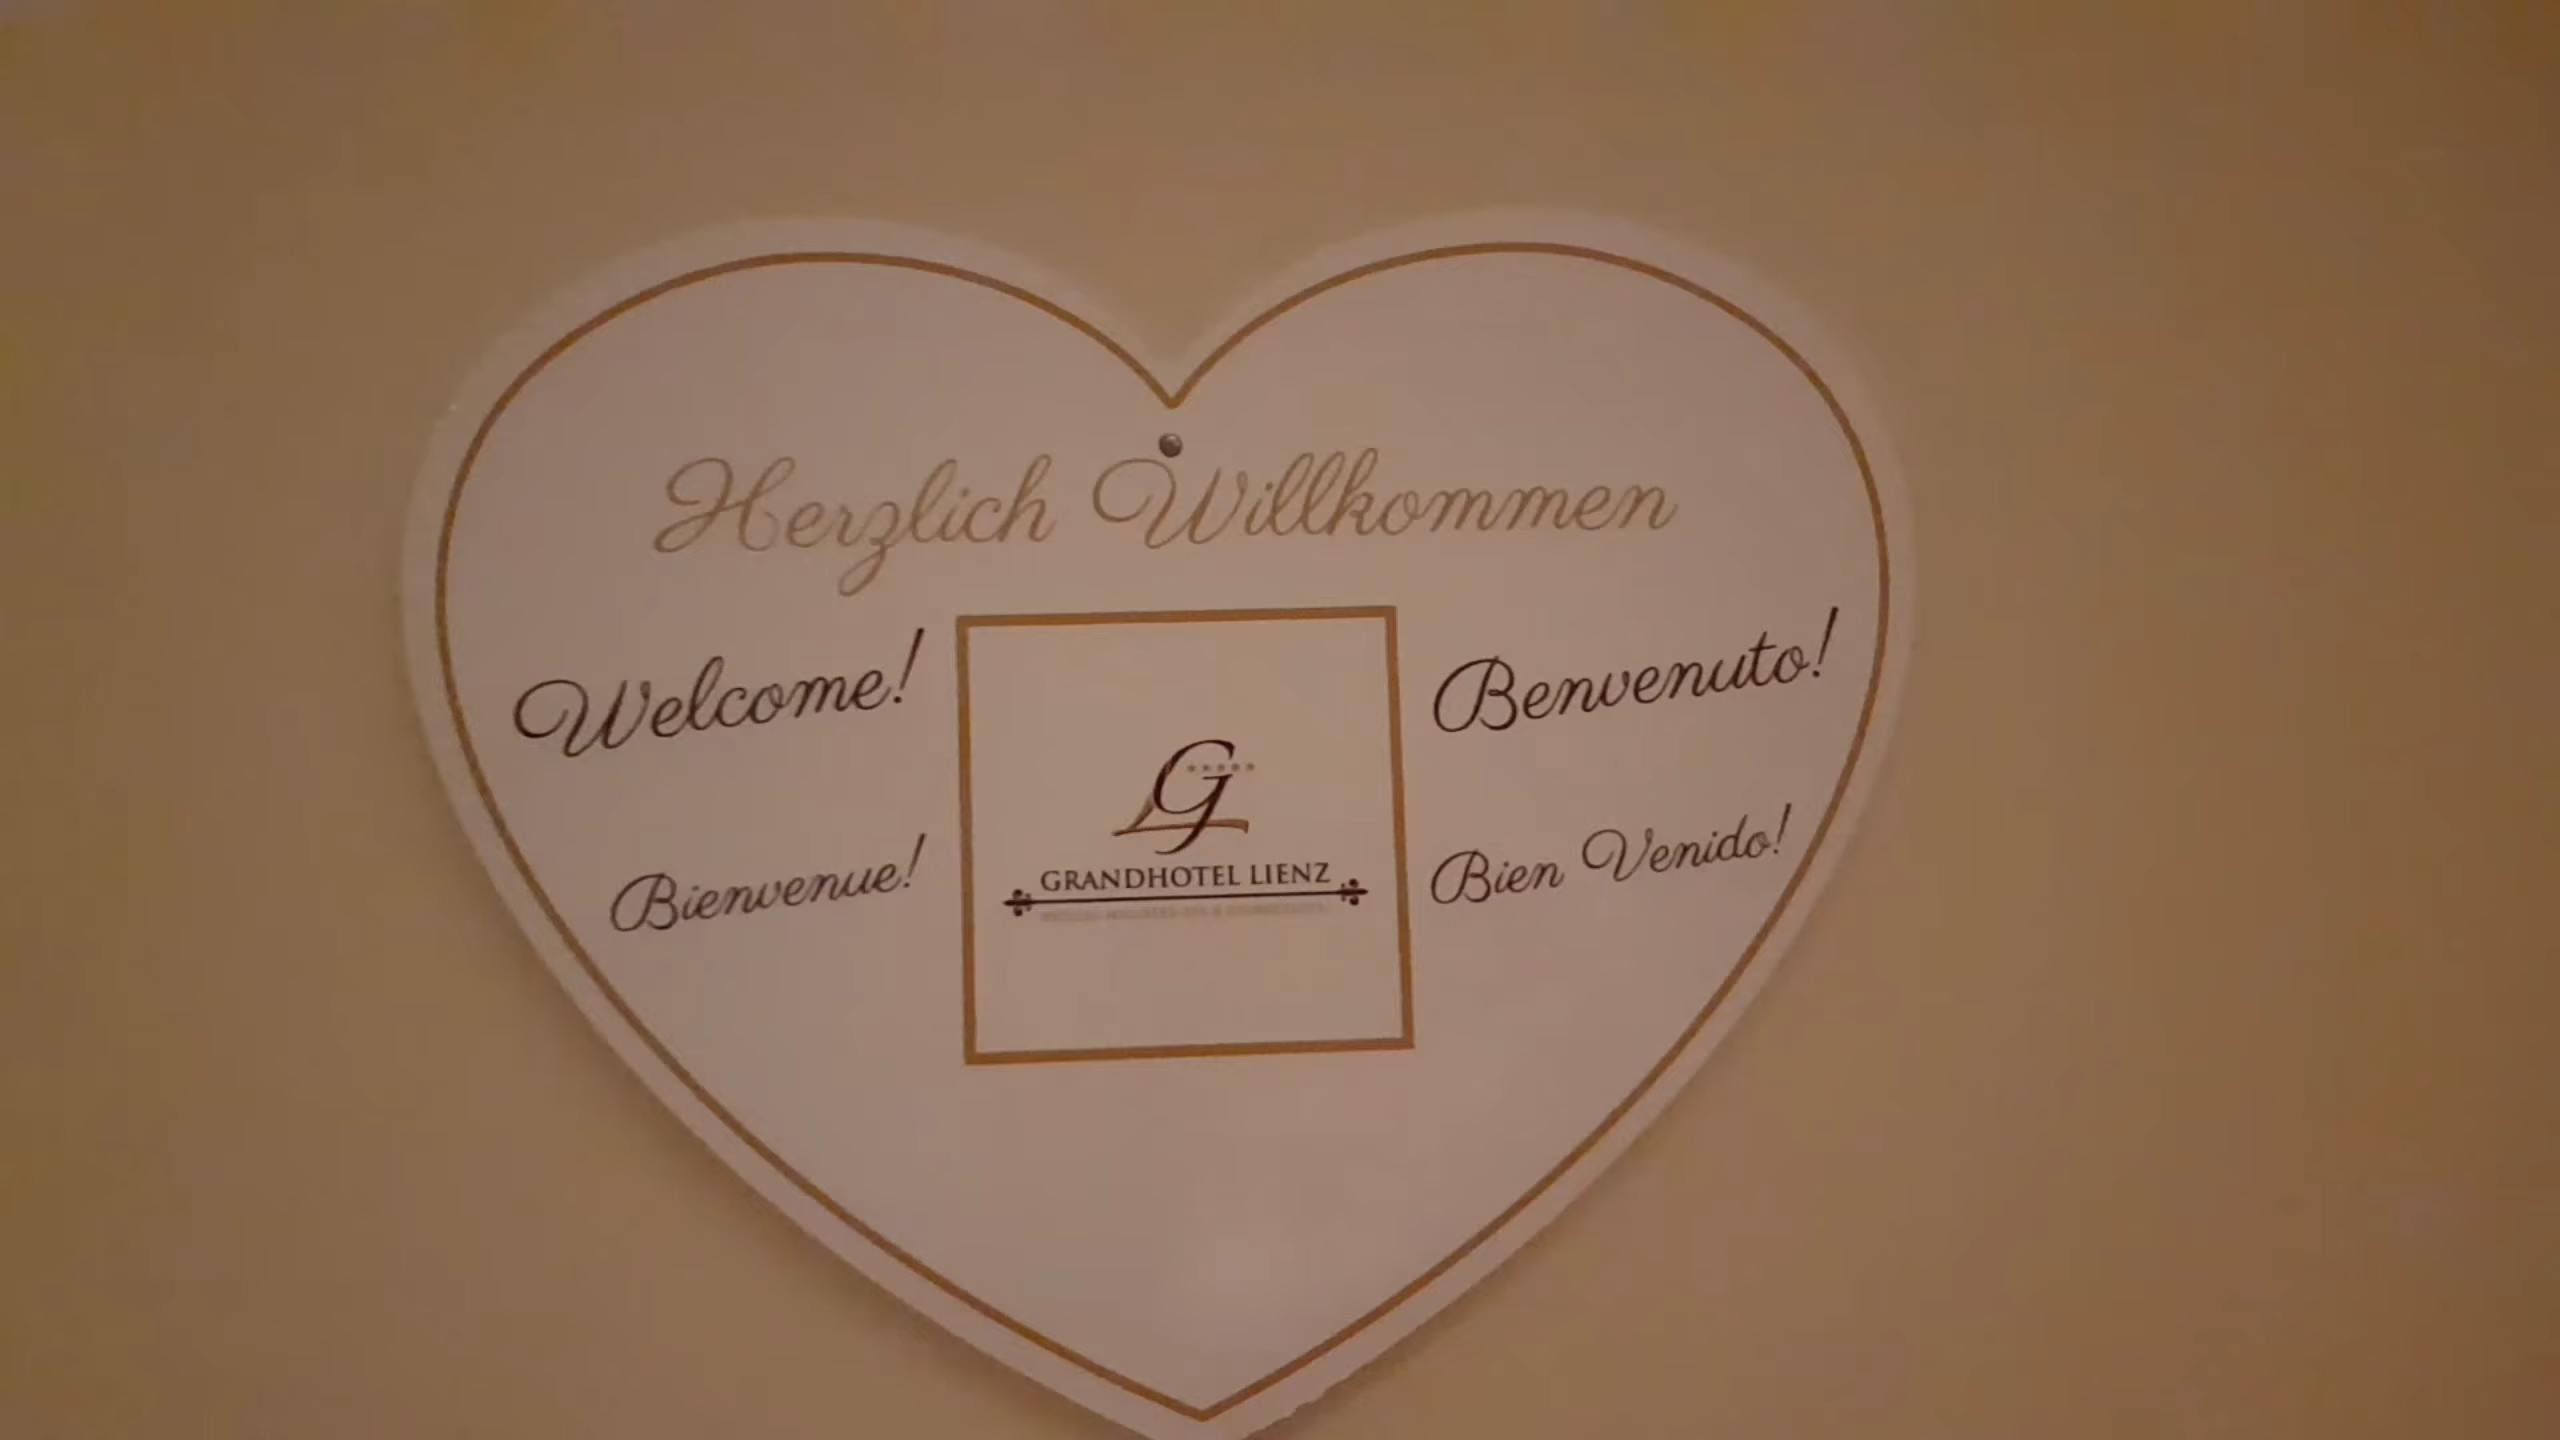 Herzlich Willkommen
Welcome!
Benvenuto!
Bienvenue!
Bien Venido!
GRANDHOTEL LIENZ